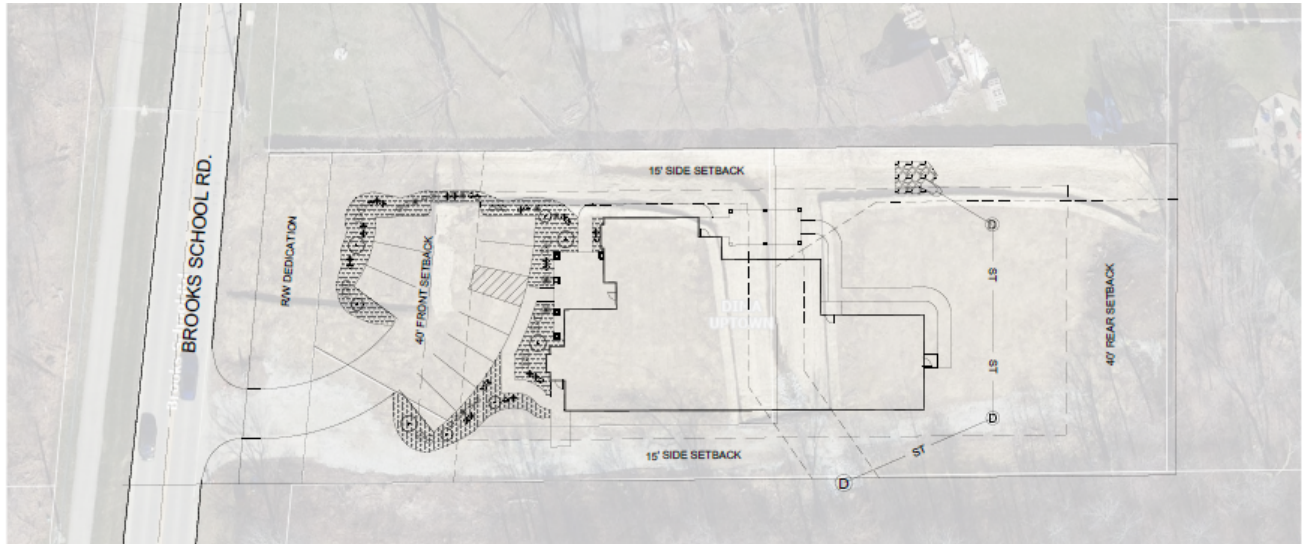 BROOKS SCHOOL RD.
R/W DEDICATION
40' FRONT SETBACK
15' SIDE SETBACK
UPTOWN
D
ST
ST
40' REAR SETBACK
D
ST
D
15' SIDE SETBACK